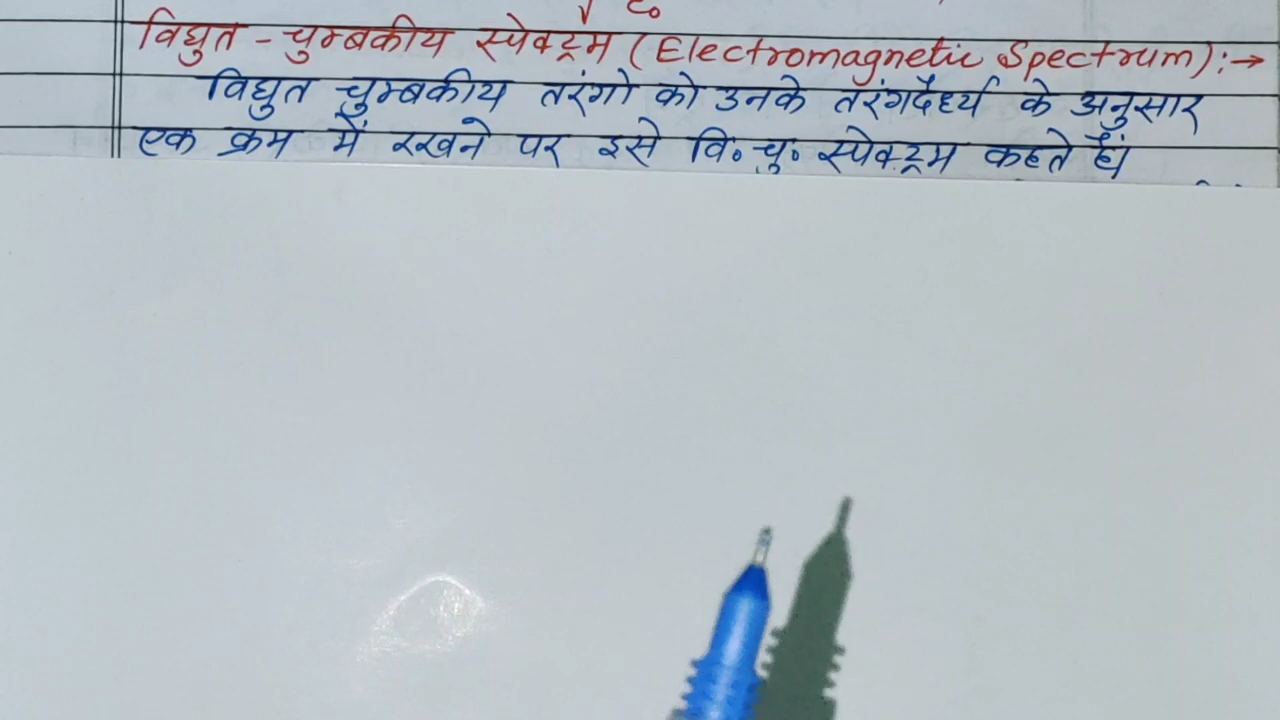 विद्युत - चुम्बकीय स्पेक्ट्रम (Electromagnetic Spectrum):→
विद्युत चुम्बकीय तरंगो को उनके तरंगदैर्ध्य के अनुसार
एक क्रम में रखने पर इसे वि॰ चु॰ स्पेक्ट्रम कहते हैं